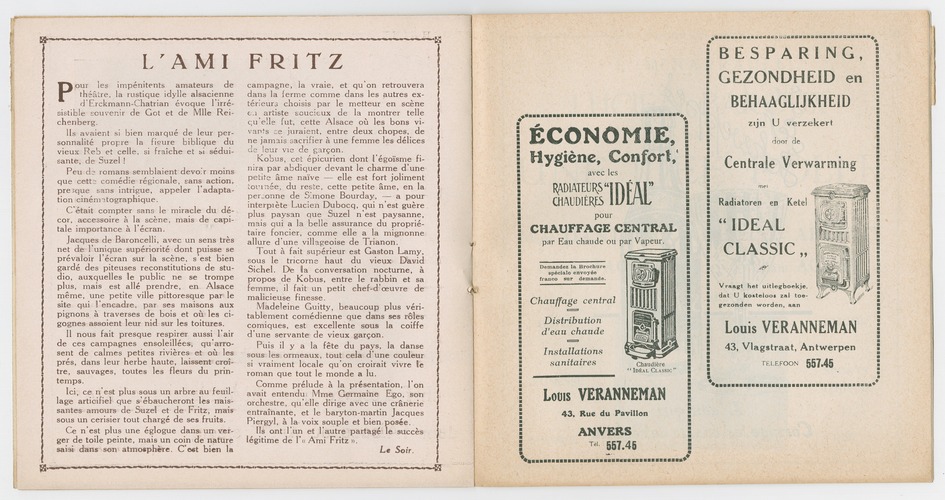 L'AMI FRITZ
Pour les impénitents amateurs de
théâtre, la rustique idylle alsacienne
d'Erckmann-Chatrian évoque l'irré-
sistible souvenir de Got et de Mlle Rei-
chenberg.
Ils avaient si bien marqué de leur per-
sonnalité propre la figure biblique du
vieux Reb et celle, si fraîche et si sédui-
sante, de Suzel !
Peu de romans semblaient devoir moins
que cette comédie régionale, sans action,
presque sans intrigue, appeler l'adapta-
tion cinématographique.
C'était compter sans le miracle du dé-
cor, accessoire à la scène, mais de capi-
tale importance à l'écran.
Jacques de Baroncelli, avec un sens très
net de l'unique supériorité dont puisse se
prévaloir l'écran sur la scène, s'est bien
gardé des piteuses reconstitutions de stu-
dio, auxquelles le public ne se trompe
plus, mais est allé prendre, en Alsace
même, une petite ville pittoresque par le
site qui l'encadre, par ses maisons aux
pignons à traverses de bois et où les ci-
gognes assoient leur nid sur les toitures.
Il nous fait presque respirer aussi l'air
de ces campagnes ensoleillées, qu'arro-
sent de calmes petites rivières et où les
prés, dans leur herbe haute, laissent croî-
tre, sauvages, toutes les fleurs du prin-
temps.
Ici, ce n'est plus sous un arbre au feuil-
lage artificiel que s'ébaucheront les nais-
santes amours de Suzel et de Fritz, mais
sous un cerisier tout chargé de ses fruits.
Ce n'est plus une églogue dans un ver-
ger de toile peinte, mais un coin de nature
saisi dans son atmosphère. C'est bien la
campagne, la vraie, et qu'on retrouvera
dans la ferme comme dans les autres ex-
térieurs choisis par le metteur en scène
en artiste soucieux de la montrer telle
qu'elle fut, cette Alsace où les bons vi-
vants se juraient, entre deux chopes, de
ne jamais sacrifier à une femme les délices
de leur vie de garçon.
Kobus, cet épicurien dont l'égoïsme fi-
nira par abdiquer devant le charme d'une
petite âme naïve — elle est fort joliment
tournée, du reste, cette petite âme, en la
personne de Simone Bourday, — a pour
interprète Lucien Dubocq, qui n'est guère
plus paysan que Suzel n'est paysanne,
mais qui a la belle assurance du proprié-
taire foncier, comme elle a la mignonne
allure d'une villageoise de Trianon.
Tout à fait supérieur est Gaston Lamy,
sous le tricorne haut du vieux David
Sichel. De la conversation nocturne, à
propos de Kobus, entre le rabbin et sa
femme, il fait un petit chef-d'œuvre de
malicieuse finesse.
Madeleine Guitty, beaucoup plus véri-
tablement comédienne que dans ses rôles
comiques, est excellente sous la coiffe
d'une servante de vieux garçon.
Puis il y a la fête du pays, la danse
sous les ormeaux, tout cela d'une couleur
si vraiment locale qu'on croirait vivre le
roman que tout le monde a lu.
Comme prélude à la présentation, l'on
avait entendu Mme Germaine Ego, son
orchestre, qu'elle dirige avec une crânerie
entraînante, et le baryton-martin Jacques
Piergyl, à la voix souple et bien posée.
Ils ont l'un et l'autre partagé le succès
légitime de l'« Ami Fritz ».
Le Soir.
ÉCONOMIE,
Hygiène, Confort,
avec les
RADIATEURS
CHAUDIÈRES "IDÉAL"
pour
CHAUFFAGE CENTRAL
par Eau chaude ou par Vapeur.
Demandez la Brochure
spéciale envoyée
franco sur demande.
Chauffage central
Distribution
d'eau chaude
Installations
sanitaires
Chaudière
"IDÉAL CLASSIC"
Louis VERANNEMAN
43, Rue du Pavillon
ANVERS
Tél. 557.45
BESPARING,
GEZONDHEID en
BEHAAGLIJKHEID
zijn U verzekert
door de
Centrale Verwarming
met
Radiatoren en Ketel
"IDEAL
CLASSIC„
Vraagt het uitlegboekje,
dat U kosteloos zal toe-
gezonden worden, aan
Louis VERANNEMAN
43, Vlagstraat, Antwerpen
TELEFOON 557.45